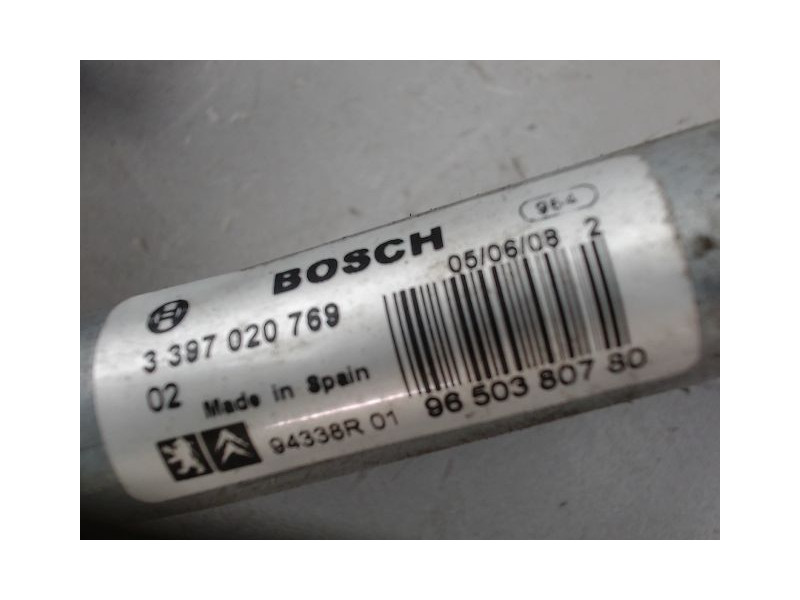 964
BOSCH
05/06/08 2
3 397 020 769
02 Made in Spain
94338R 01
96 503 807 80